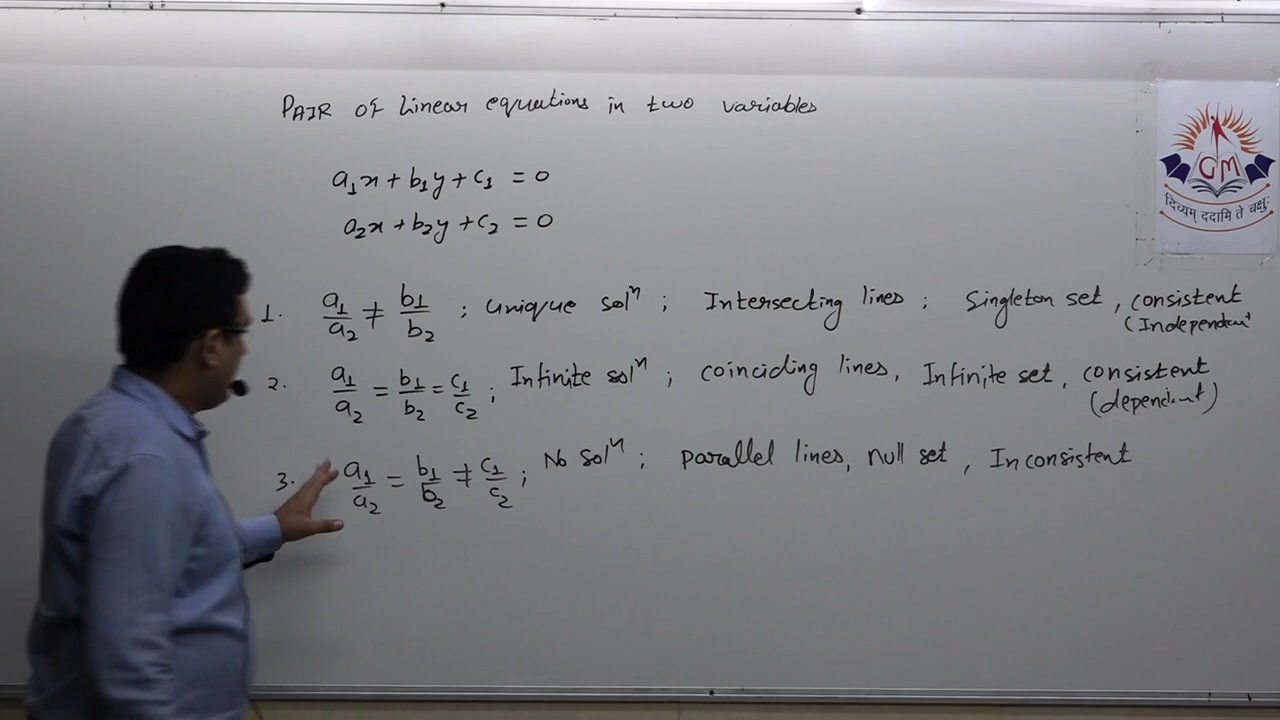 PAIR OF Linear equations in two variables
a₁x + b₁y + c₁ = 0
a₂x + b₂y + c₂ = 0
1. a₁/a₂ ≠ b₁/b₂ ; unique solⁿ ; Intersecting lines ; Singleton set , consistent
(Independent
2. a₁/a₂ = b₁/b₂ = c₁/c₂ ; Infinite solⁿ ; coinciding lines, Infinite set , consistent
(dependent)
3. a₁/a₂ = b₁/b₂ ≠ c₁/c₂ ; No solⁿ ; parallel lines, null set , Inconsistent
GM
दिव्यम् ददामि ते चक्षुः